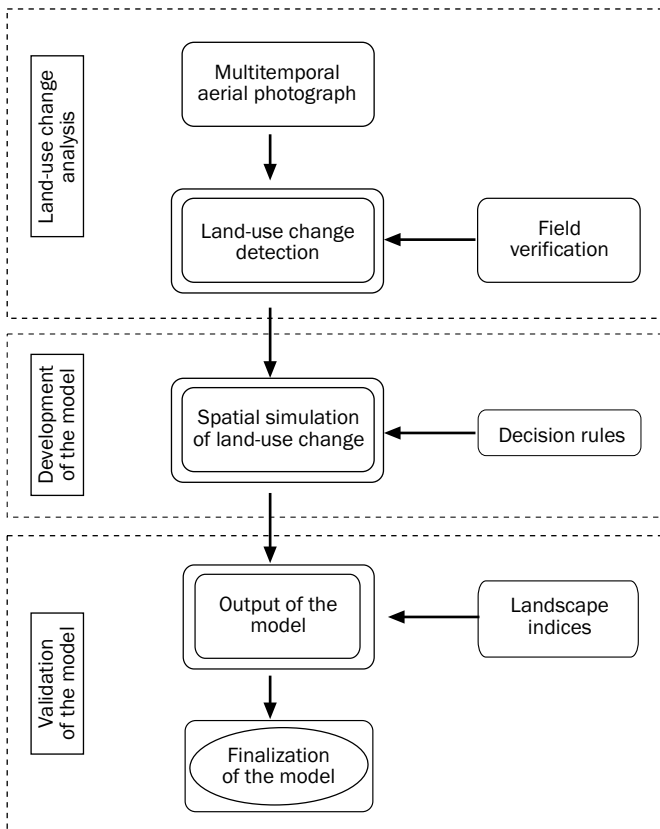 Land-use change
analysis
Multitemporal
aerial photograph
Land-use change
detection
Field
verification
Development
of the model
Spatial simulation
of land-use change
Decision rules
Validation
of the model
Output of the
model
Landscape
indices
Finalization
of the model